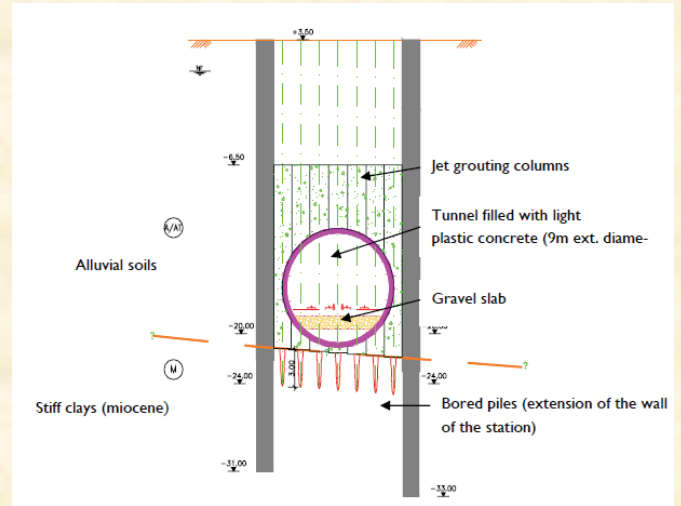 +3,50
NF
-6,50
Jet grouting columns
Tunnel filled with light
plastic concrete (9m ext. diame-
A/AT
Alluvial soils
Gravel slab
-20,00
?
3,00
M
?
-24,00
-24,00
Stiff clays (miocene)
Bored piles (extension of the wall
of the station)
-31,00
-33,00